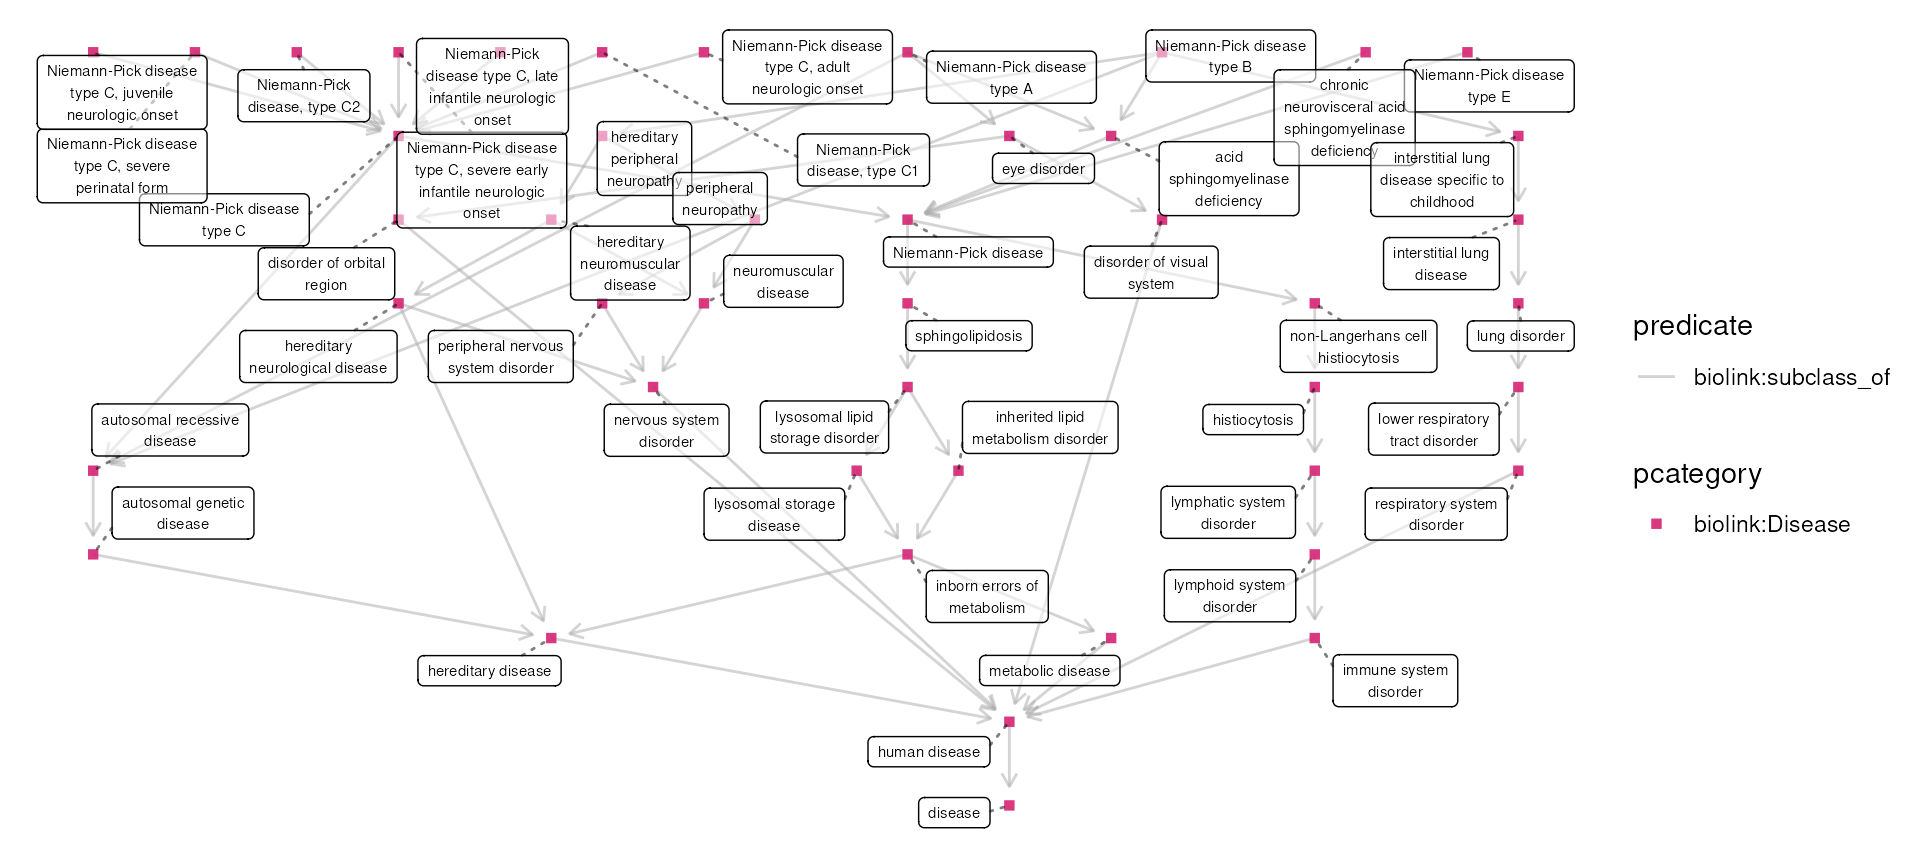 Niemann-Pick disease
type C, juvenile
neurologic onset
Niemann-Pick disease
type C, severe
perinatal form
Niemann-Pick
disease, type C2
Niemann-Pick
disease type C, late
infantile neurologic
onset
Niemann-Pick disease
type C, adult
neurologic onset
Niemann-Pick disease
type A
Niemann-Pick disease
type B
chronic
neurovisceral acid
sphingomyelinase
deficiency
Niemann-Pick disease
type E
Niemann-Pick disease
type C
Niemann-Pick disease
type C, severe early
infantile neurologic
onset
hereditary
peripheral
neuropathy
peripheral
neuropathy
Niemann-Pick
disease, type C1
eye disorder
acid
sphingomyelinase
deficiency
interstitial lung
disease specific to
childhood
disorder of orbital
region
hereditary
neuromuscular
disease
neuromuscular
disease
Niemann-Pick disease
disorder of visual
system
interstitial lung
disease
hereditary
neurological disease
peripheral nervous
system disorder
sphingolipidosis
non-Langerhans cell
histiocytosis
lung disorder
autosomal recessive
disease
nervous system
disorder
lysosomal lipid
storage disorder
inherited lipid
metabolism disorder
histiocytosis
lower respiratory
tract disorder
autosomal genetic
disease
lysosomal storage
disease
lymphatic system
disorder
respiratory system
disorder
inborn errors of
metabolism
lymphoid system
disorder
hereditary disease
metabolic disease
immune system
disorder
human disease
disease
predicate
biolink:subclass_of
pcategory
biolink:Disease